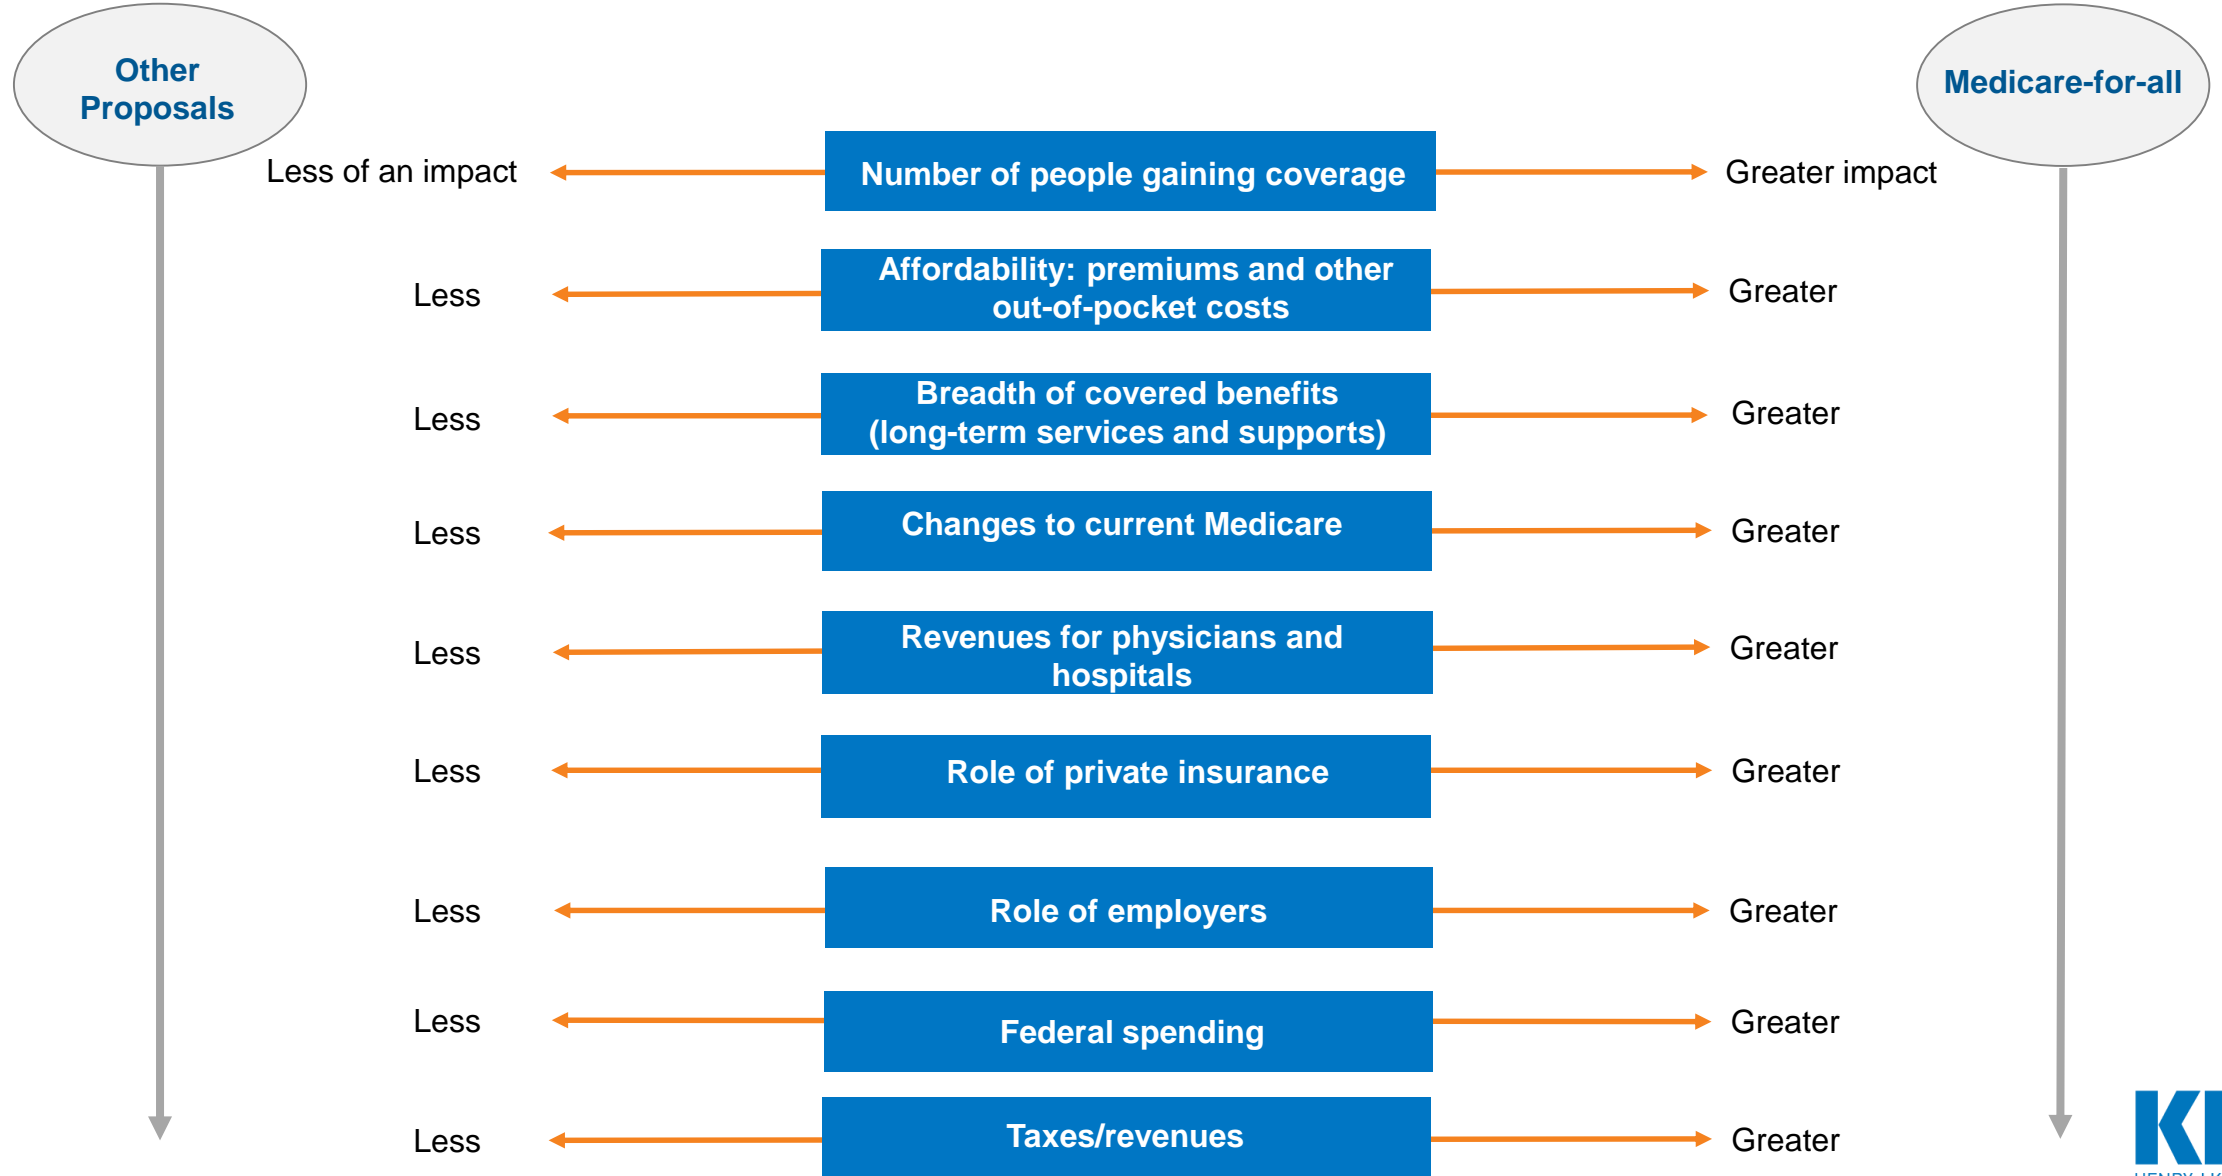 Other
Proposals
Medicare-for-all
Less of an impact
Number of people gaining coverage
Greater impact
Less
Affordability: premiums and other
out-of-pocket costs
Greater
Less
Breadth of covered benefits
(long-term services and supports)
Greater
Less
Changes to current Medicare
Greater
Less
Revenues for physicians and
hospitals
Greater
Less
Role of private insurance
Greater
Less
Role of employers
Greater
Less
Federal spending
Greater
Less
Taxes/revenues
Greater